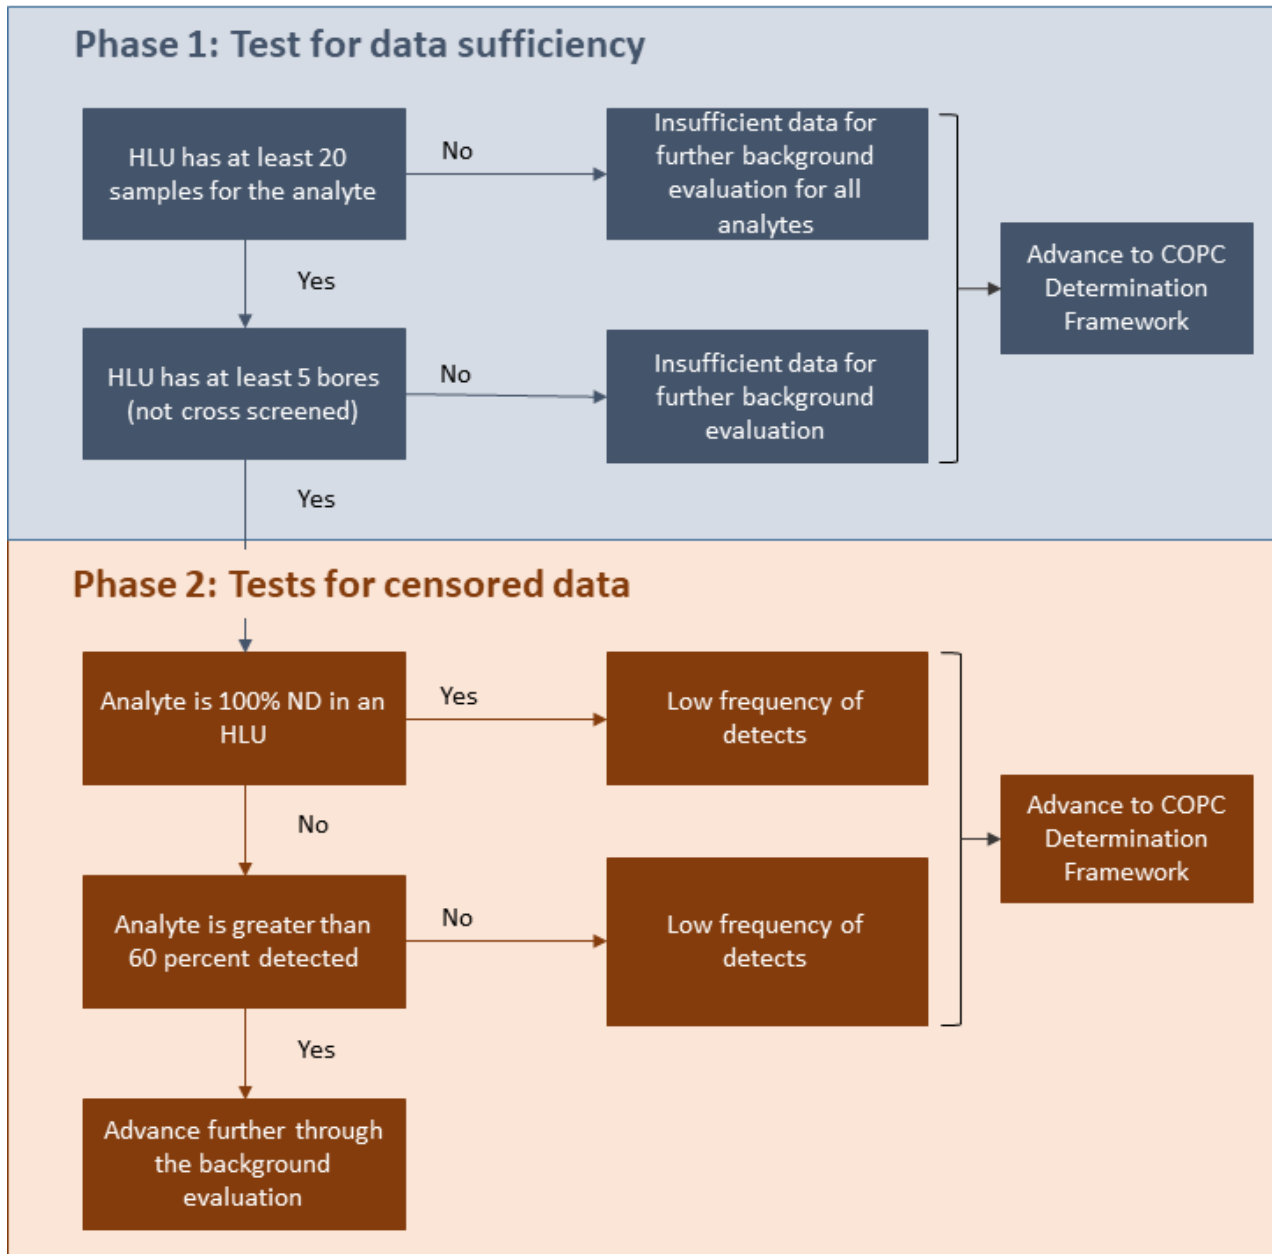 Phase 1: Test for data sufficiency
HLU has at least 20
samples for the analyte
No
Insufficient data for
further background
evaluation for all
analytes
Yes
HLU has at least 5 bores
(not cross screened)
No
Insufficient data for
further background
evaluation
Advance to COPC
Determination
Framework
Yes
Phase 2: Tests for censored data
Analyte is 100% ND in an
HLU
Yes
Low frequency of
detects
No
Analyte is greater than
60 percent detected
No
Low frequency of
detects
Advance to COPC
Determination
Framework
Yes
Advance further through
the background
evaluation